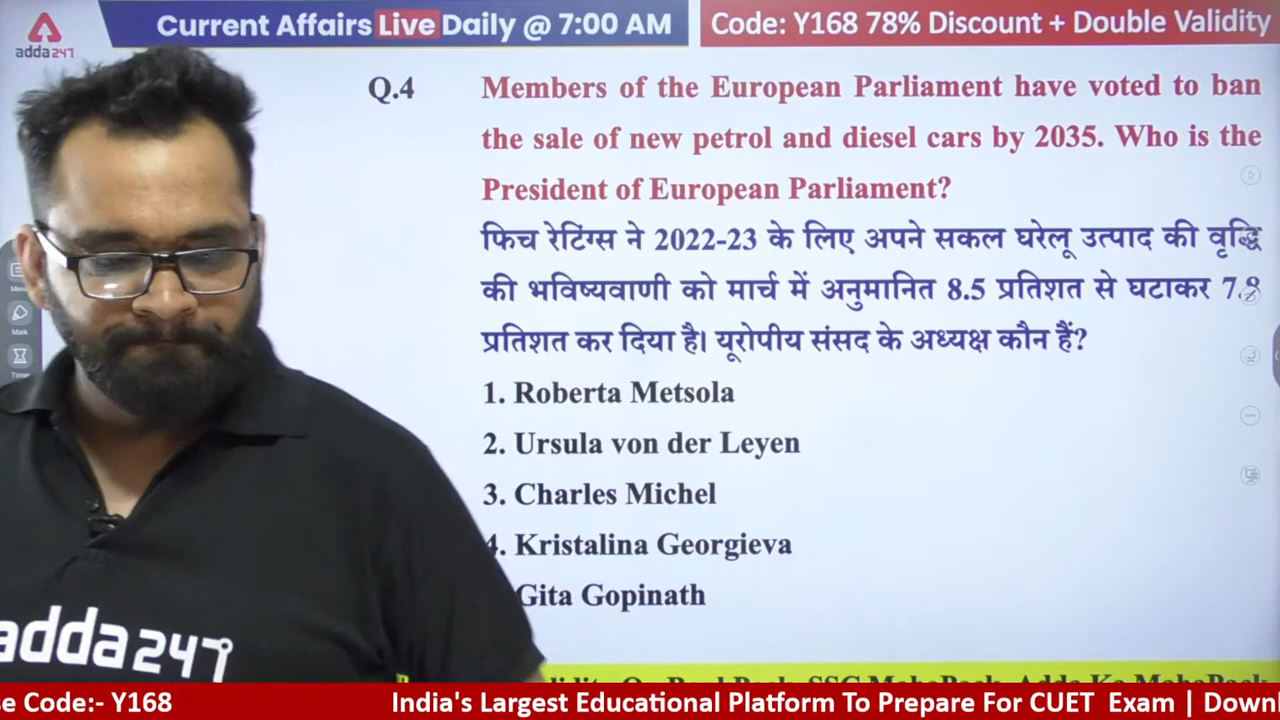 Current Affairs Live Daily @ 7:00 AM
Code: Y168 78% Discount + Double Validity
adda247
Q.4
Members of the European Parliament have voted to ban
the sale of new petrol and diesel cars by 2035. Who is the
President of European Parliament?
फिच रेटिंग्स ने 2022-23 के लिए अपने सकल घरेलू उत्पाद की वृद्धि
की भविष्यवाणी को मार्च में अनुमानित 8.5 प्रतिशत से घटाकर 7.8
प्रतिशत कर दिया है। यूरोपीय संसद के अध्यक्ष कौन हैं?
1. Roberta Metsola
2. Ursula von der Leyen
3. Charles Michel
4. Kristalina Georgieva
Gita Gopinath
Mark
adda247
Code:- Y168
India's Largest Educational Platform To Prepare For CUET Exam |